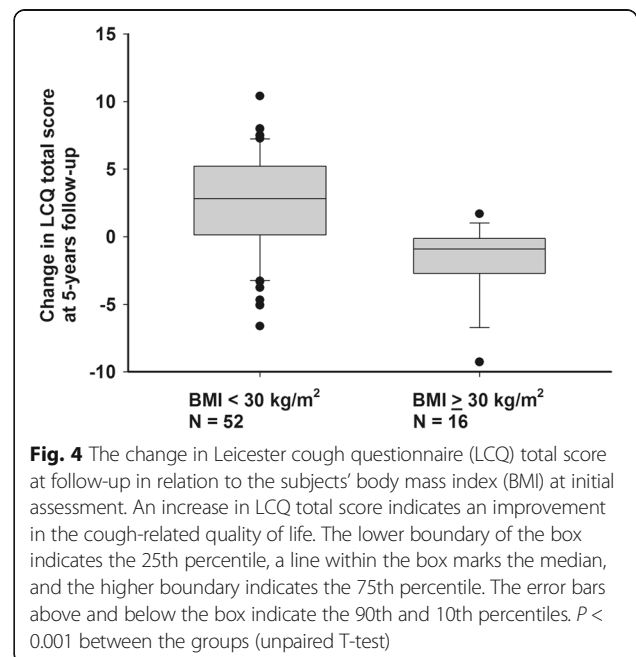 15
10
5
0
-5
-10
Change in LCQ total score
at 5-years follow-up
BMI < 30 kg/m²
N = 52
BMI ≥ 30 kg/m²
N = 16
Fig. 4 The change in Leicester cough questionnaire (LCQ) total score
at follow-up in relation to the subjects’ body mass index (BMI) at initial
assessment. An increase in LCQ total score indicates an improvement
in the cough-related quality of life. The lower boundary of the box
indicates the 25th percentile, a line within the box marks the median,
and the higher boundary indicates the 75th percentile. The error bars
above and below the box indicate the 90th and 10th percentiles. P <
0.001 between the groups (unpaired T-test)